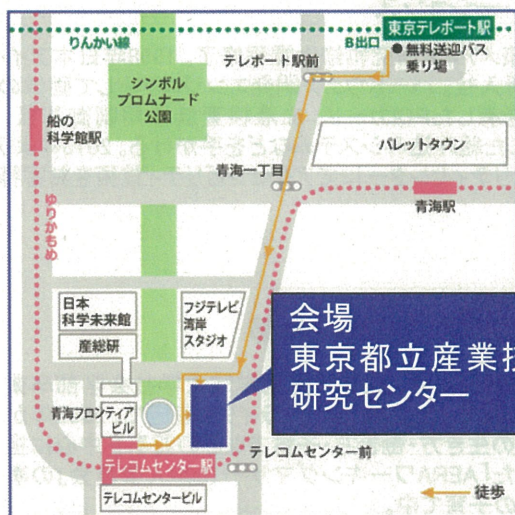 東京テレポート駅
りんかい線
B出口
無料送迎バス
乗り場
テレポート駅前
シンボル
プロムナード
公園
船の
科学館駅
パレットタウン
青海一丁目
青海駅
ゆりかもめ
日本
科学未来館
フジテレビ
湾岸
スタジオ
産総研
会場
東京都立産業技
研究センター
青海フロンティア
ビル
テレコムセンター前
テレコムセンター駅
テレコムセンタービル
徒歩